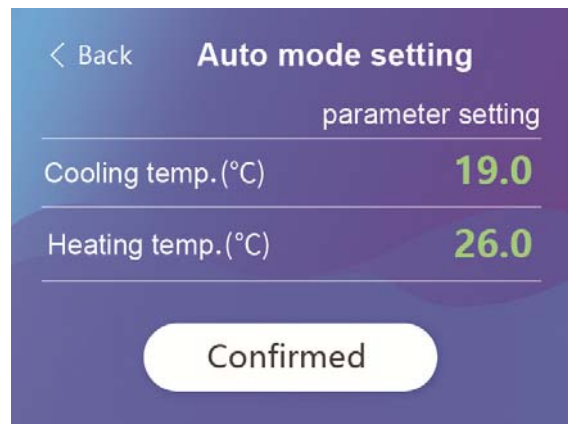 < Back Auto mode setting
parameter setting
Cooling temp.(°C) 19.0
Heating temp.(°C) 26.0
Confirmed